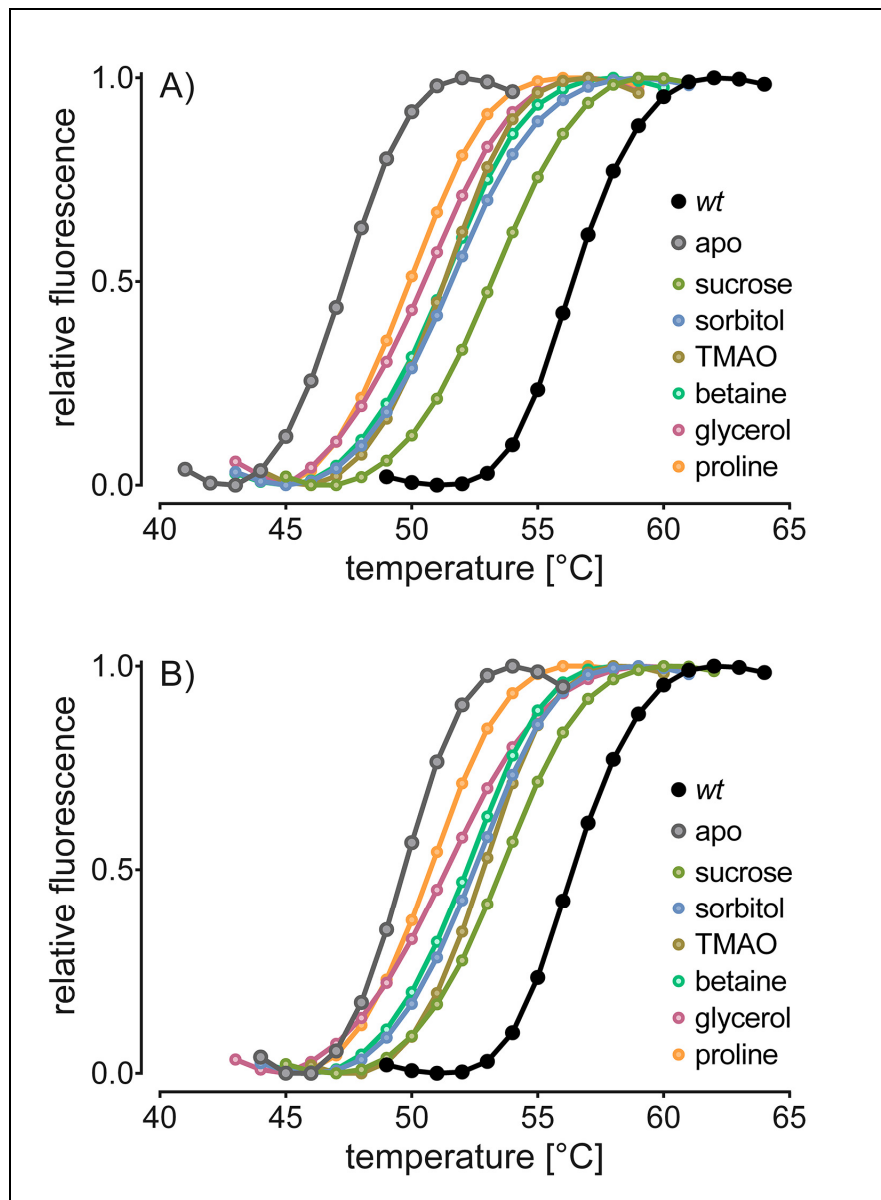 A)
1.0
0.5
0.0
relative fluorescence
wt
apo
sucrose
sorbitol
TMAO
betaine
glycerol
proline
40 45 50 55 60 65
temperature [°C]
B)
1.0
0.5
0.0
relative fluorescence
wt
apo
sucrose
sorbitol
TMAO
betaine
glycerol
proline
40 45 50 55 60 65
temperature [°C]